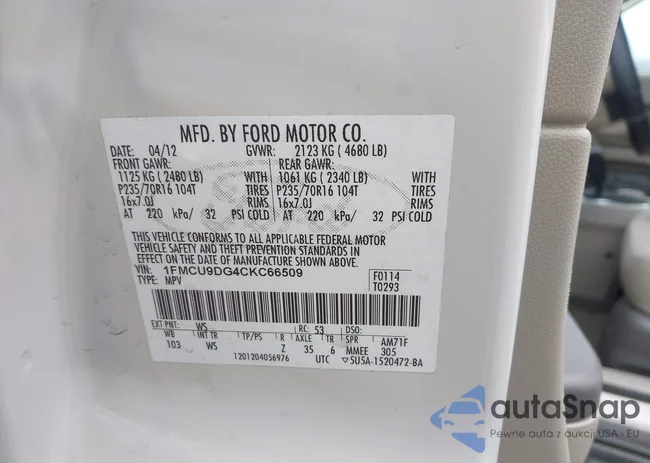 MFD. BY FORD MOTOR CO.
DATE: 04/12 GVWR: 2123 KG ( 4680 LB)
FRONT GAWR: REAR GAWR:
1125 KG ( 2480 LB) WITH 1061 KG ( 2340 LB) WITH
P235/70R16 104T TIRES P235/70R16 104T TIRES
16x7.0J RIMS 16x7.0J RIMS
AT 220 kPa/ 32 PSI COLD AT 220 kPa/ 32 PSI COLD
THIS VEHICLE CONFORMS TO ALL APPLICABLE FEDERAL MOTOR
VEHICLE SAFETY AND THEFT PREVENTION STANDARDS IN
EFFECT ON THE DATE OF MANUFACTURE SHOWN ABOVE.
VIN: 1FMCU9DG4CKC66509 F0114
TYPE: MPV T0293
EXT PNT: WS RC: 53 DSO:
WB INT TR TP/PS R AXLE TR SPR AM71F
103 WS Z 35 6 MMEE 305
1201204056976 UTC ▽5U5A-1520472-BA
autaSnap
Pewne auta z aukcji USA i EU